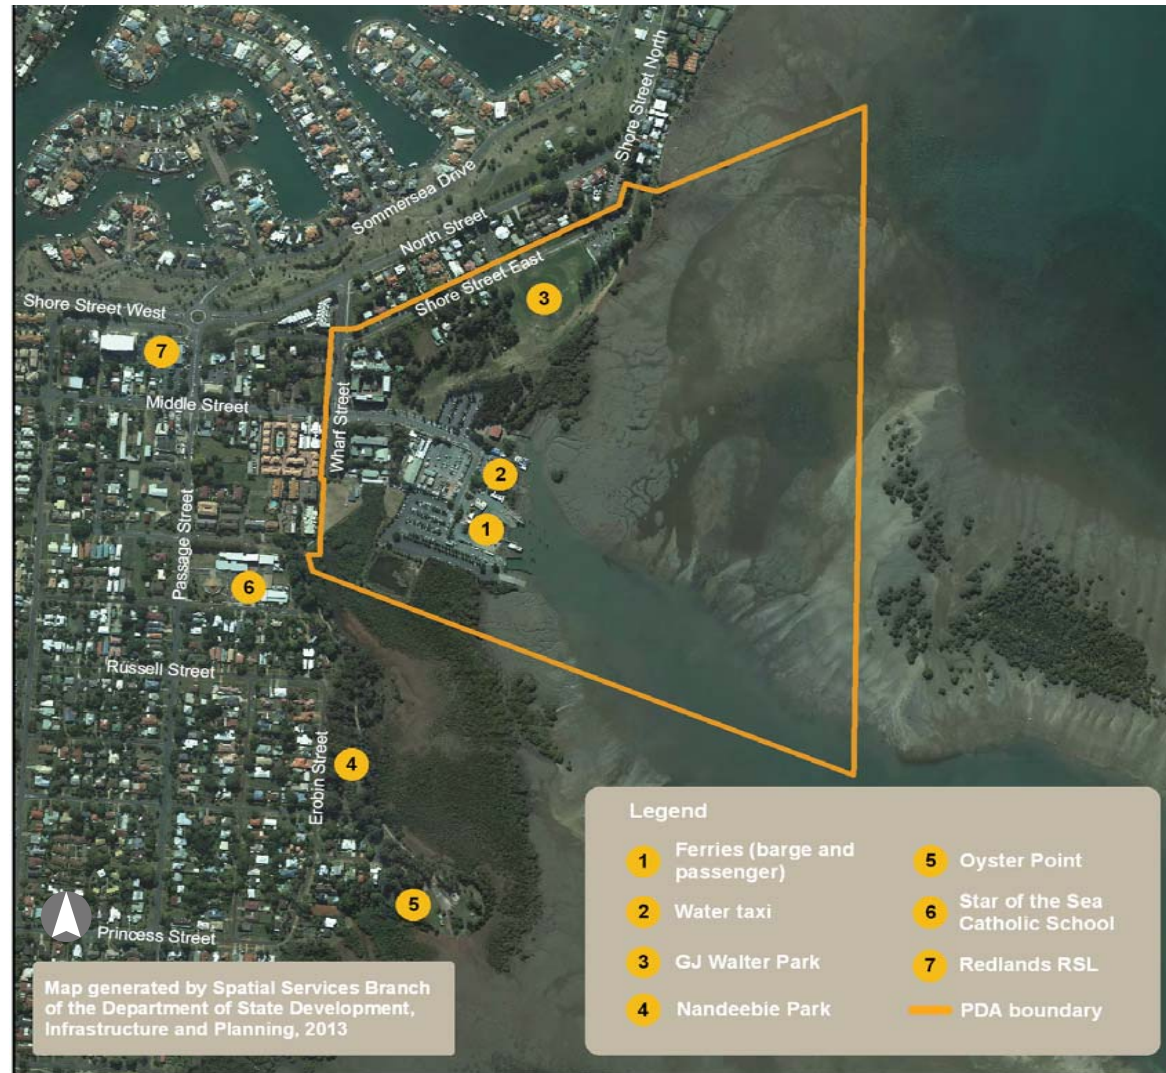 Shore Street North
Sommersea Drive
North Street
Shore Street East
Shore Street West
3
7
Middle Street
Wharf Street
2
1
Passage Street
6
Russell Street
Erobin Street
4
5
Princess Street
Map generated by Spatial Services Branch
of the Department of State Development,
Infrastructure and Planning, 2013
Legend
1 Ferries (barge and
passenger)
2 Water taxi
3 GJ Walter Park
4 Nandeebie Park
5 Oyster Point
6 Star of the Sea
Catholic School
7 Redlands RSL
PDA boundary